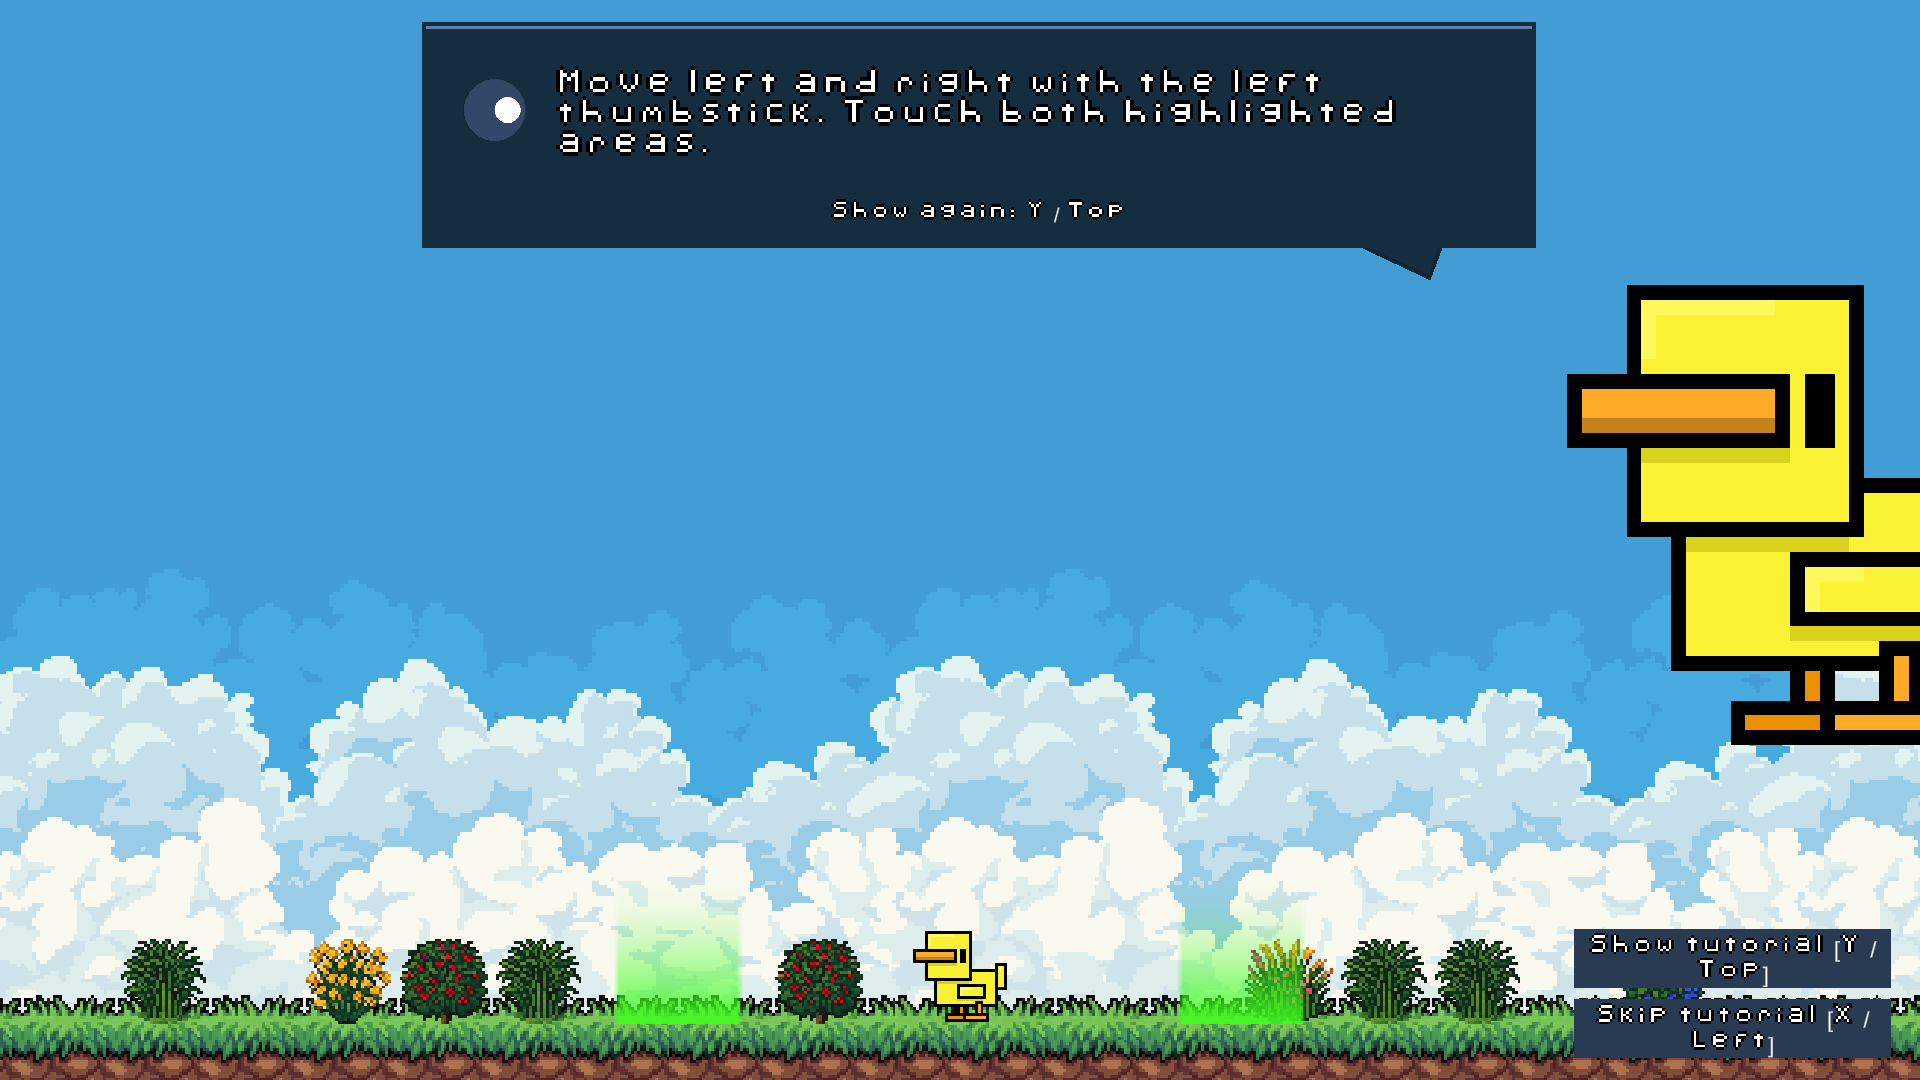 Move left and right with the left
thumbstick. Touch both highlighted
areas.
Show again: Y / Top
Show tutorial [Y /
Top]
Skip tutorial [X /
Left]